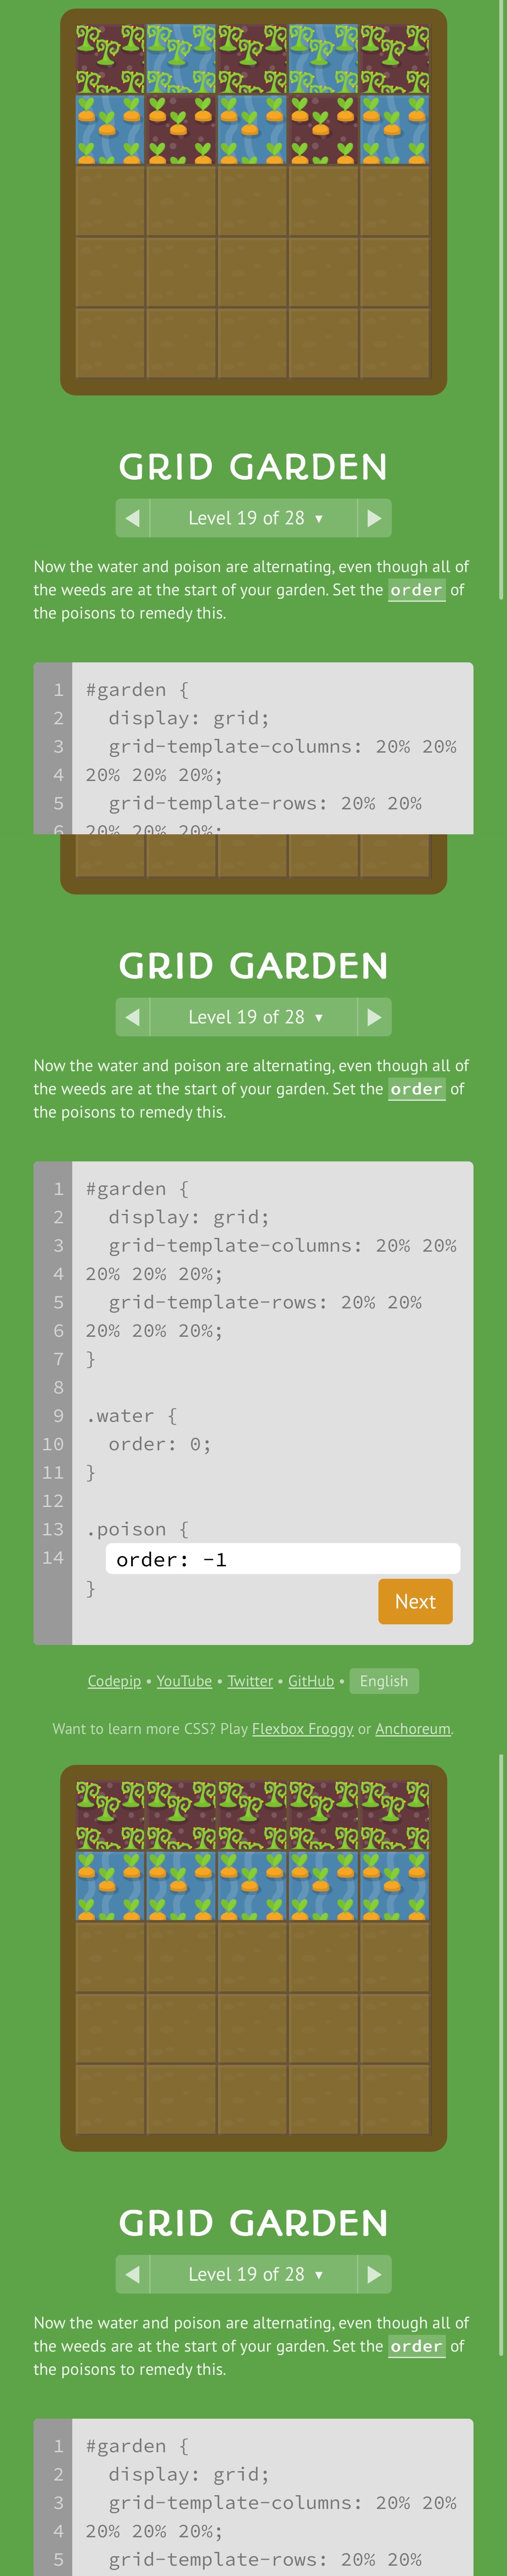 GRID GARDEN
◀ Level 19 of 28 ▼ ▶
Now the water and poison are alternating, even though all of
the weeds are at the start of your garden. Set the order of
the poisons to remedy this.
1 #garden {
2 display: grid;
3 grid-template-columns: 20% 20%
4 20% 20% 20%;
5 grid-template-rows: 20% 20%
6 20% 20% 20%;
GRID GARDEN
◀ Level 19 of 28 ▼ ▶
Now the water and poison are alternating, even though all of
the weeds are at the start of your garden. Set the order of
the poisons to remedy this.
1 #garden {
2 display: grid;
3 grid-template-columns: 20% 20%
4 20% 20% 20%;
5 grid-template-rows: 20% 20%
6 20% 20% 20%;
7 }
8
9 .water {
10 order: 0;
11 }
12
13 .poison {
14 order: -1
}
Next
Codepip • YouTube • Twitter • GitHub • English
Want to learn more CSS? Play Flexbox Froggy or Anchoreum.
GRID GARDEN
◀ Level 19 of 28 ▼ ▶
Now the water and poison are alternating, even though all of
the weeds are at the start of your garden. Set the order of
the poisons to remedy this.
1 #garden {
2 display: grid;
3 grid-template-columns: 20% 20%
4 20% 20% 20%;
5 grid-template-rows: 20% 20%